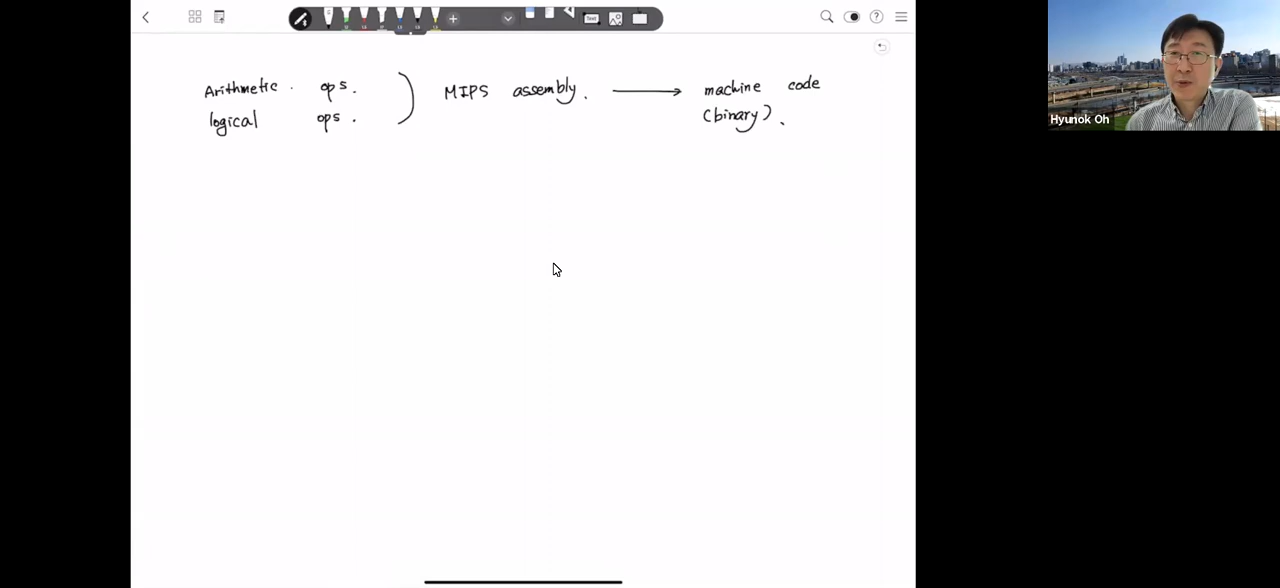 Arithmetic ops. ) MIPS assembly. → machine code
logical ops. (binary).
Hyunok Oh